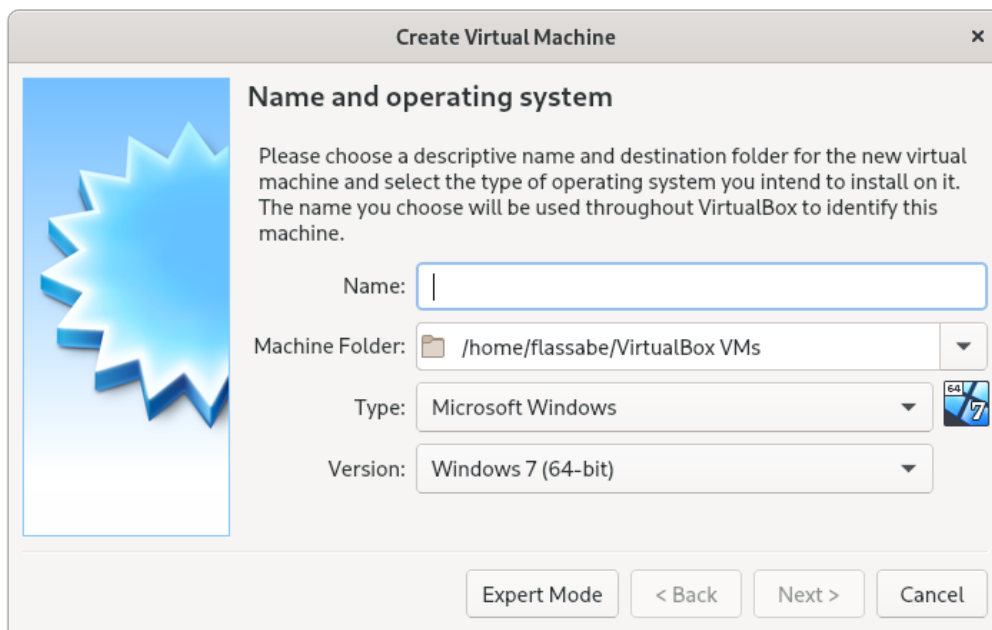 Create Virtual Machine
Name and operating system
Please choose a descriptive name and destination folder for the new virtual
machine and select the type of operating system you intend to install on it.
The name you choose will be used throughout VirtualBox to identify this
machine.
Name:
Machine Folder: /home/flassabe/VirtualBox VMs
Type: Microsoft Windows
64
7
Version: Windows 7 (64-bit)
Expert Mode < Back Next > Cancel